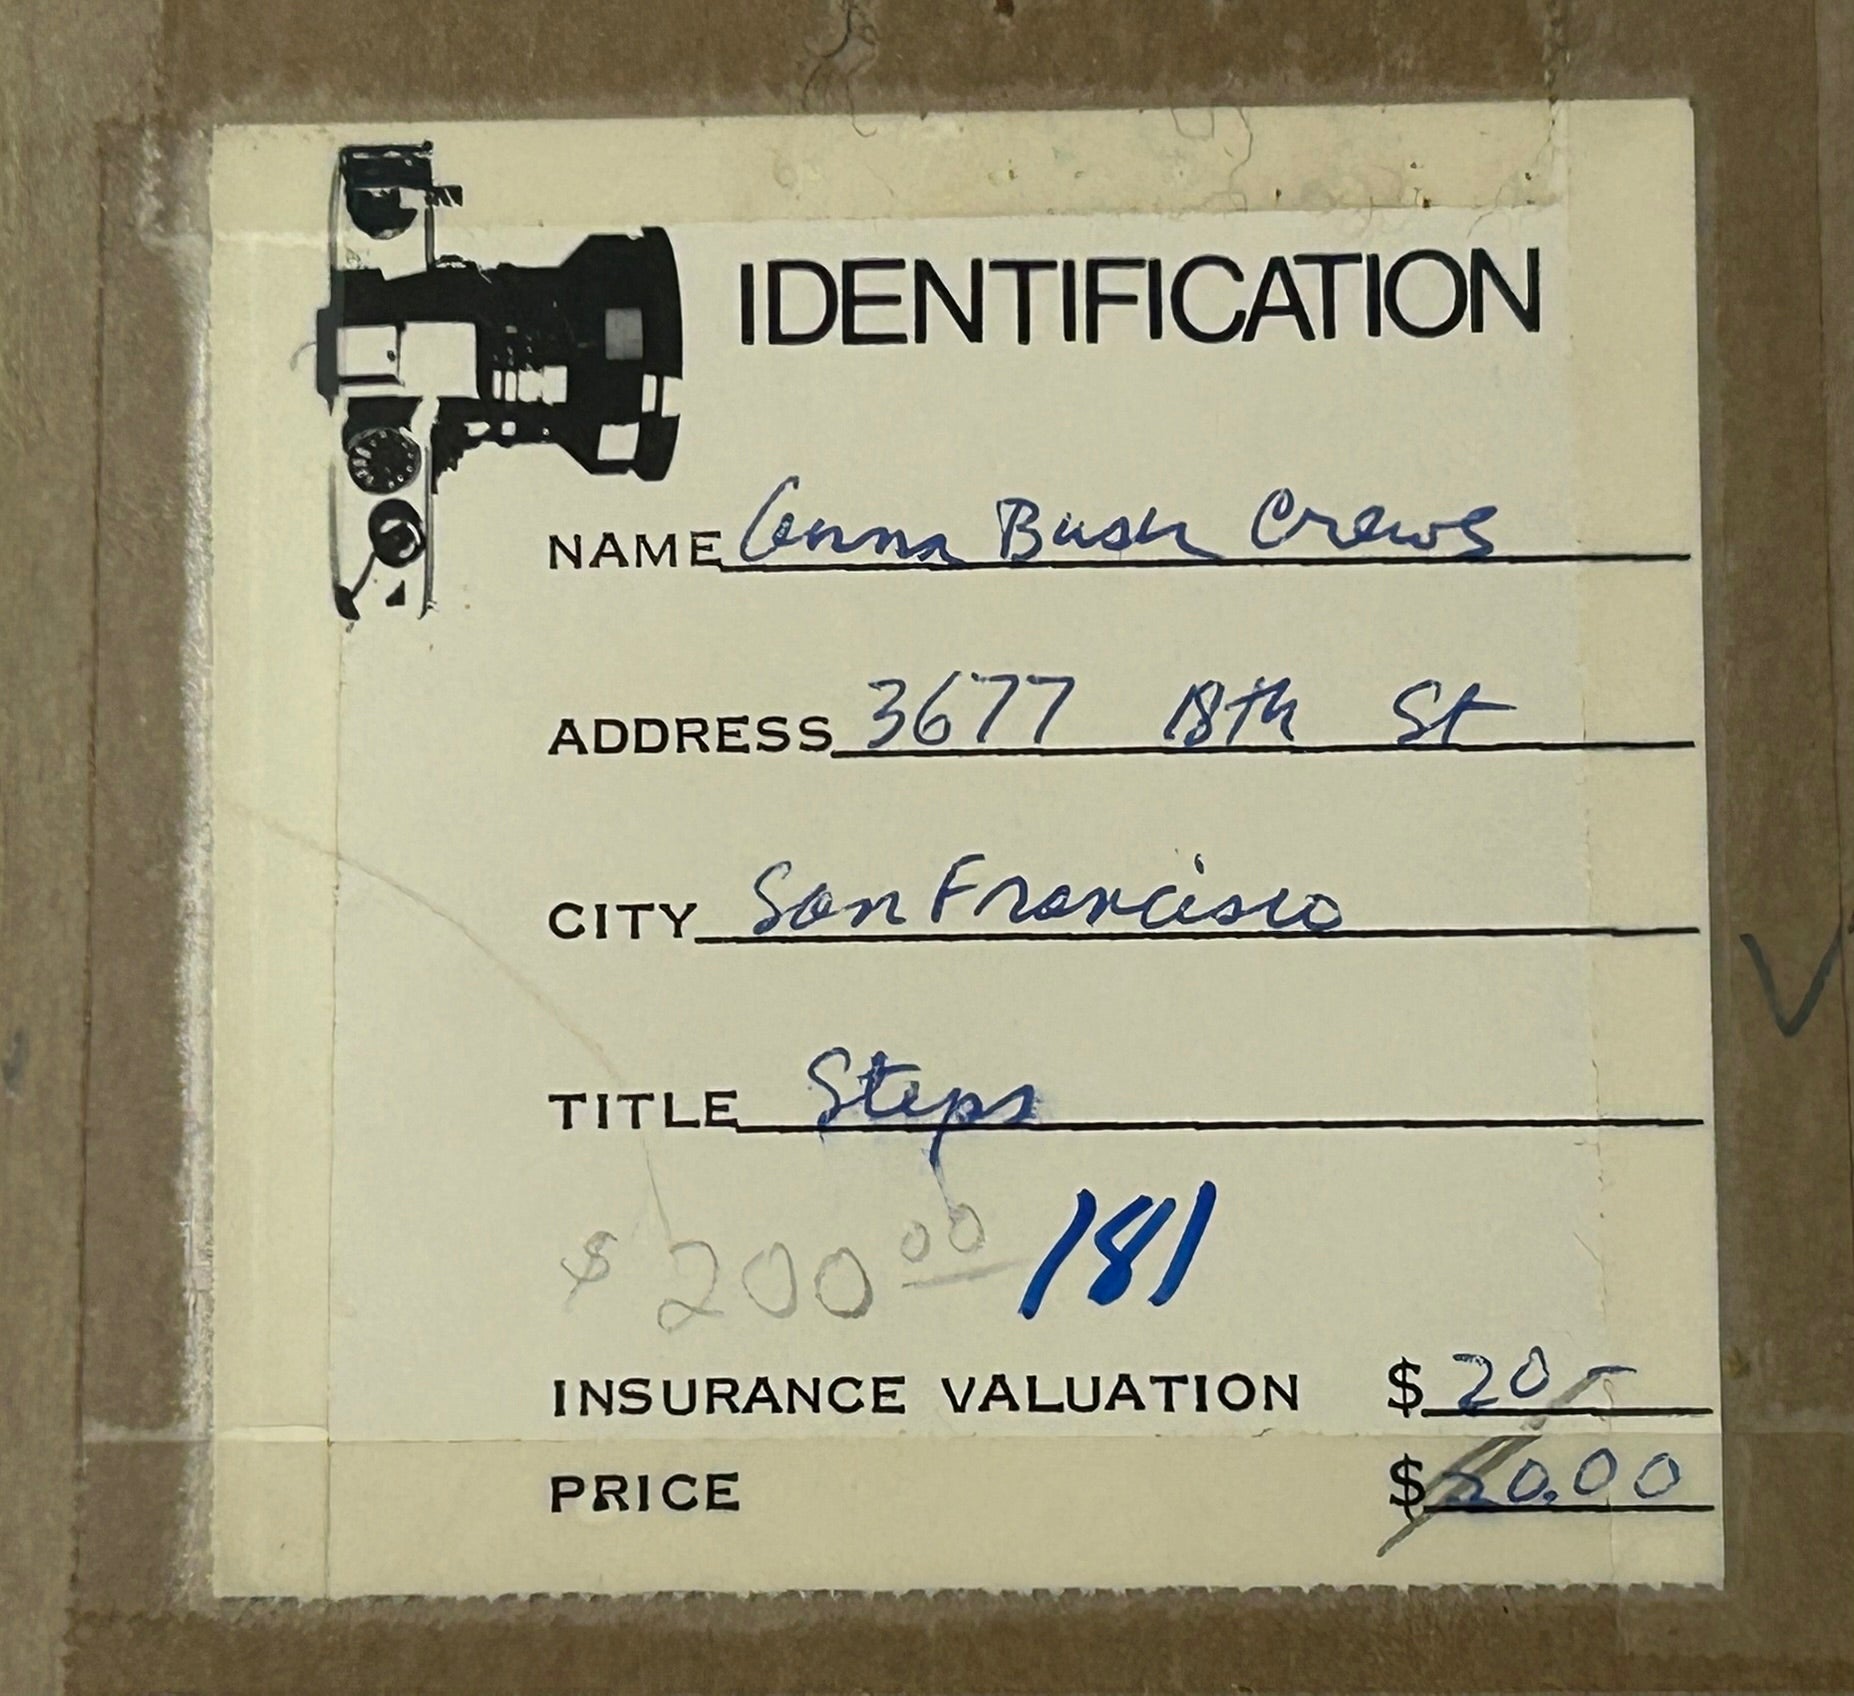 IDENTIFICATION
NAME Anna Bush Crews
ADDRESS 3677 18th St
CITY San Francisco
TITLE Steps
$ 200 00 181
INSURANCE VALUATION $ 20 -
PRICE $ 20.00
V